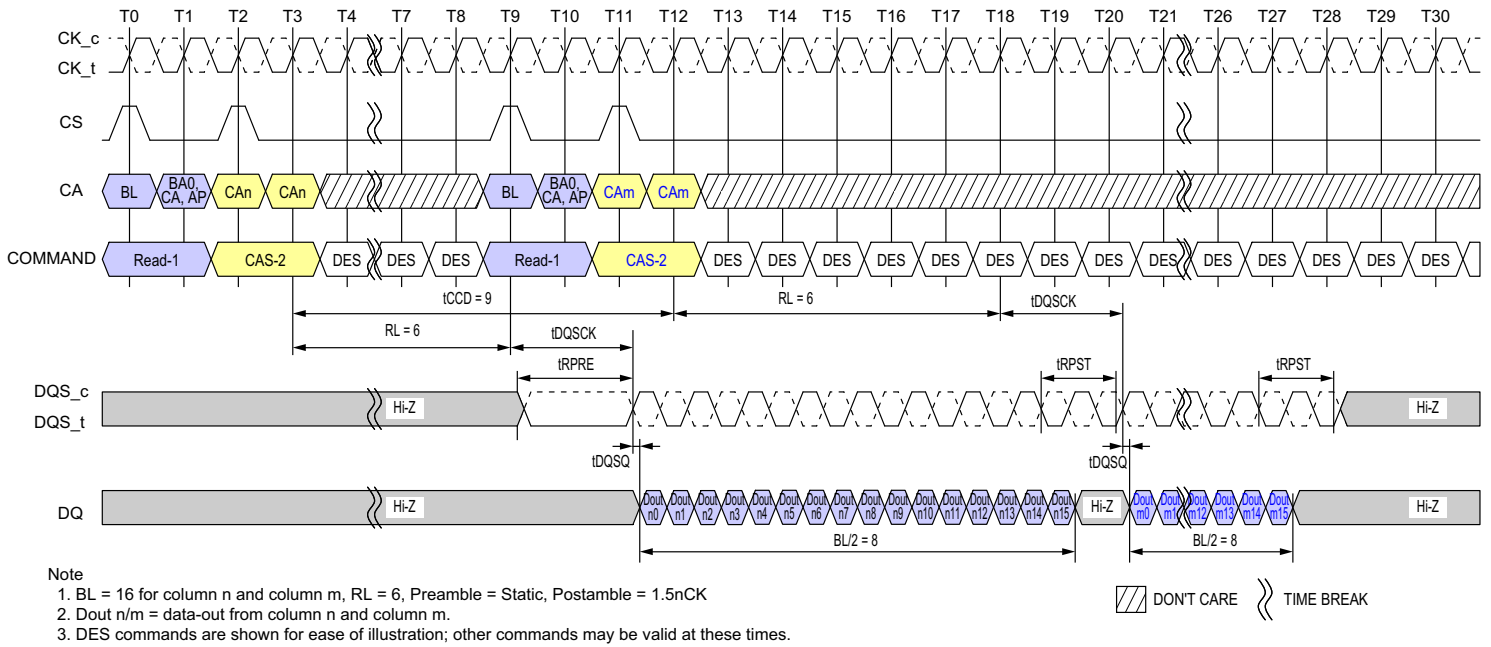 T0 T1 T2 T3 T4 T7 T8 T9 T10 T11 T12 T13 T14 T15 T16 T17 T18 T19 T20 T21 T26 T27 T28 T29 T30
CK_c
CK_t
CS
CA
BL
BA0,
CA, AP
CAn
CAn
BL
BA0,
CA, AP
CAm
CAm
COMMAND
Read-1 CAS-2 DES DES DES Read-1 CAS-2 DES DES DES DES DES DES DES DES DES DES DES DES DES DES
tCCD = 9 RL = 6 tDQSCK
RL = 6 tDQSCK
tRPRE tRPST tRPST
DQS_c
DQS_t
Hi-Z Hi-Z
tDQSQ tDQSQ
DQ
Hi-Z
Dout
n0
Dout
n1
Dout
n2
Dout
n3
Dout
n4
Dout
n5
Dout
n6
Dout
n7
Dout
n8
Dout
n9
Dout
n10
Dout
n11
Dout
n12
Dout
n13
Dout
n14
Dout
n15
Hi-Z
Dout
m0
Dout
m1
Dout
m12
Dout
m13
Dout
m14
Dout
m15
Hi-Z
BL/2 = 8 BL/2 = 8
Note
1. BL = 16 for column n and column m, RL = 6, Preamble = Static, Postamble = 1.5nCK
2. Dout n/m = data-out from column n and column m.
3. DES commands are shown for ease of illustration; other commands may be valid at these times.
DON'T CARE TIME BREAK